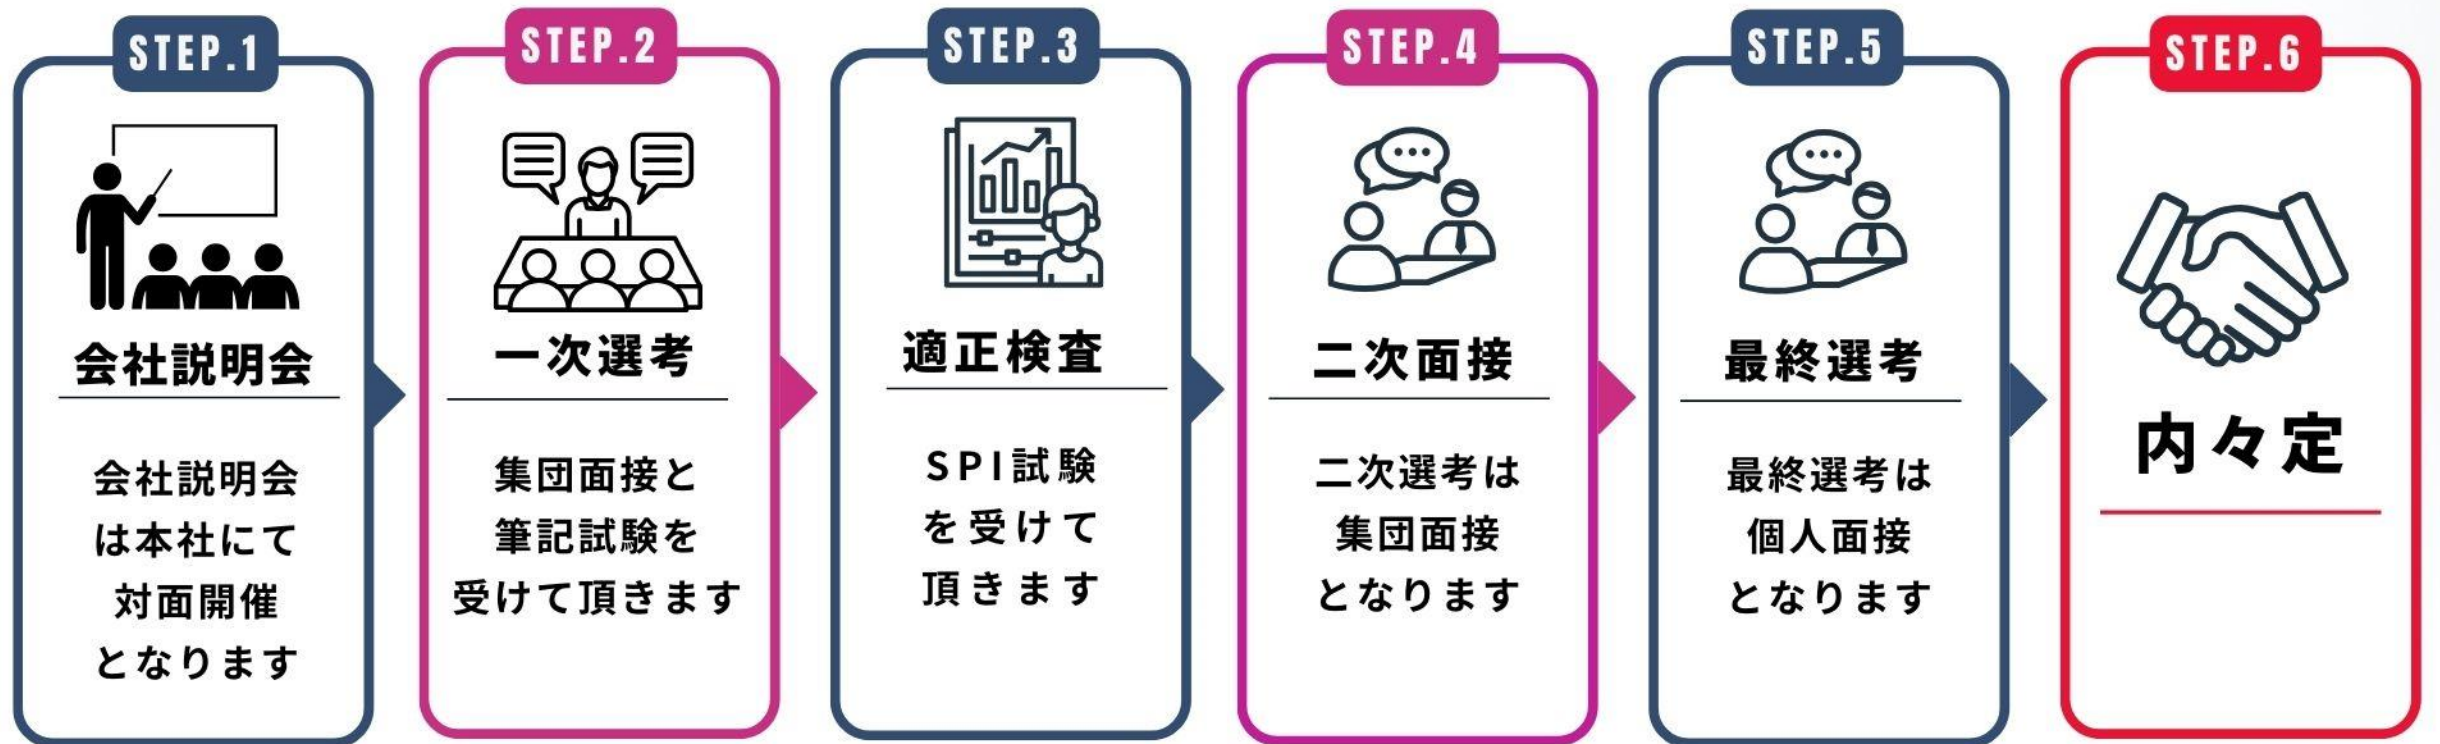 STEP.1
会社説明会
会社説明会
は本社にて
対面開催
となります
STEP.2
一次選考
集団面接と
筆記試験を
受けて頂きます
STEP.3
適正検査
SPI試験
を受けて
頂きます
STEP.4
二次面接
二次選考は
集団面接
となります
STEP.5
最終選考
最終選考は
個人面接
となります
STEP.6
内々定